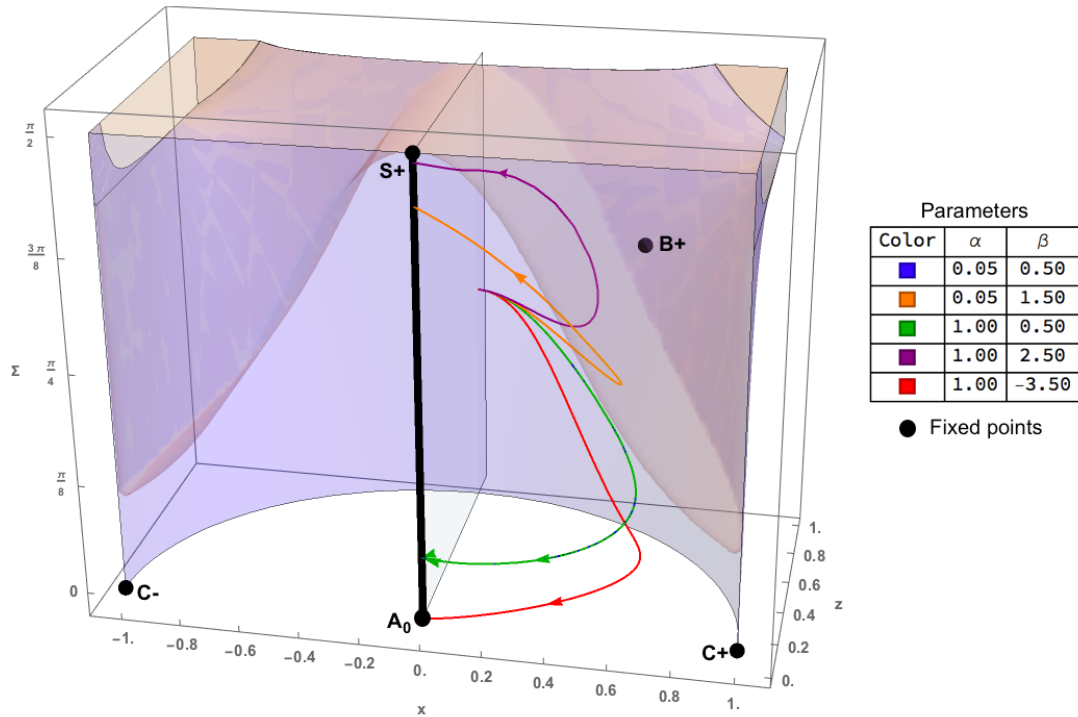 π/2
S+
3π/8
B+
Σ
π/4
π/8
0
C-
A₀
C+
-1.
-0.8
-0.6
-0.4
-0.2
0.
0.2
0.4
0.6
0.8
1.
x
0.
0.2
0.4
0.6
0.8
1.
z
Parameters
Color α β
0.05 0.50
0.05 1.50
1.00 0.50
1.00 2.50
1.00 −3.50
Fixed points